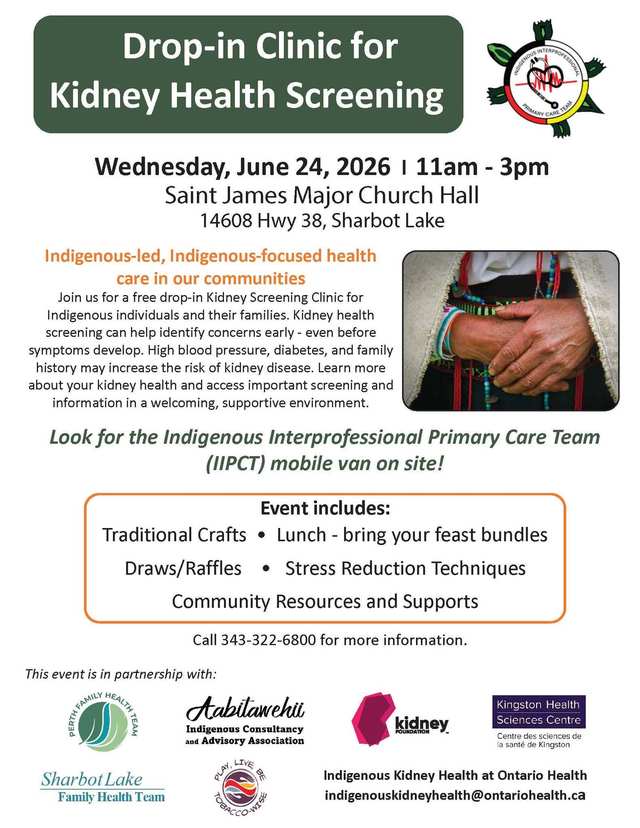 Drop-in Clinic for
Kidney Health Screening
INDIGENOUS INTERPROFESSIONAL
PRIMARY CARE TEAM
Wednesday, June 24, 2026 I 11am - 3pm
Saint James Major Church Hall
14608 Hwy 38, Sharbot Lake
Indigenous-led, Indigenous-focused health
care in our communities
Join us for a free drop-in Kidney Screening Clinic for
Indigenous individuals and their families. Kidney health
screening can help identify concerns early - even before
symptoms develop. High blood pressure, diabetes, and family
history may increase the risk of kidney disease. Learn more
about your kidney health and access important screening and
information in a welcoming, supportive environment.
Look for the Indigenous Interprofessional Primary Care Team
(IIPCT) mobile van on site!
Event includes:
Traditional Crafts • Lunch - bring your feast bundles
Draws/Raffles • Stress Reduction Techniques
Community Resources and Supports
Call 343-322-6800 for more information.
This event is in partnership with:
PERTH FAMILY HEALTH TEAM
Aabitawehii
Indigenous Consultancy
and Advisory Association
kidney
FOUNDATION
Kingston Health
Sciences Centre
Centre des sciences de
la santé de Kingston
Sharbot Lake
Family Health Team
PLAY, LIVE, BE
TOBACCO-WISE
Indigenous Kidney Health at Ontario Health
indigenouskidneyhealth@ontariohealth.ca